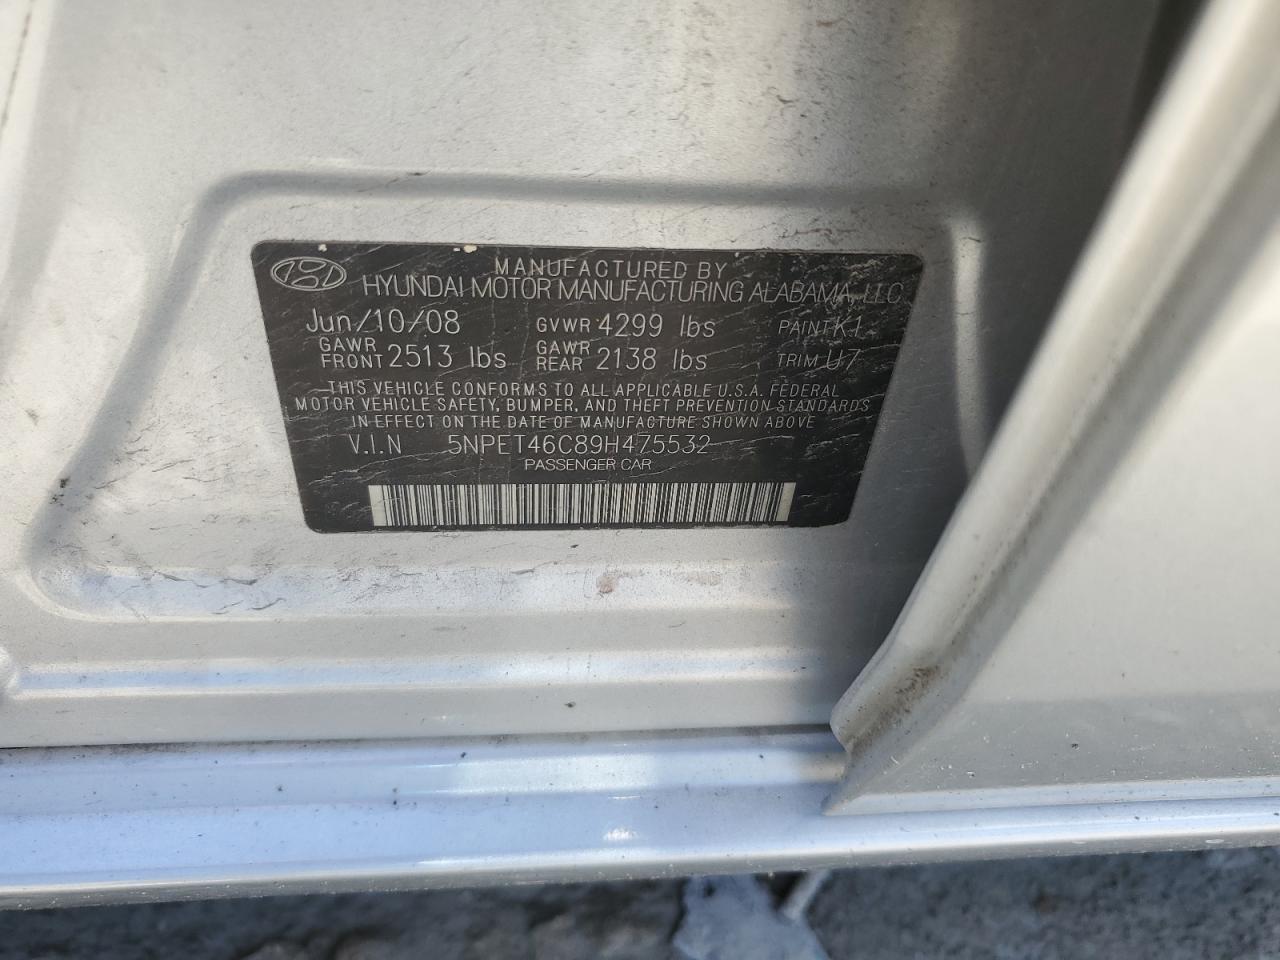 MANUFACTURED BY
HYUNDAI MOTOR MANUFACTURING ALABAMA, LLC
Jun/10/08 GVWR 4299 lbs PAINT K1
GAWR FRONT 2513 lbs GAWR REAR 2138 lbs TRIM U7
THIS VEHICLE CONFORMS TO ALL APPLICABLE U.S.A. FEDERAL
MOTOR VEHICLE SAFETY, BUMPER, AND THEFT PREVENTION STANDARDS
IN EFFECT ON THE DATE OF MANUFACTURE SHOWN ABOVE
V.I.N 5NPET46C89H475532
PASSENGER CAR